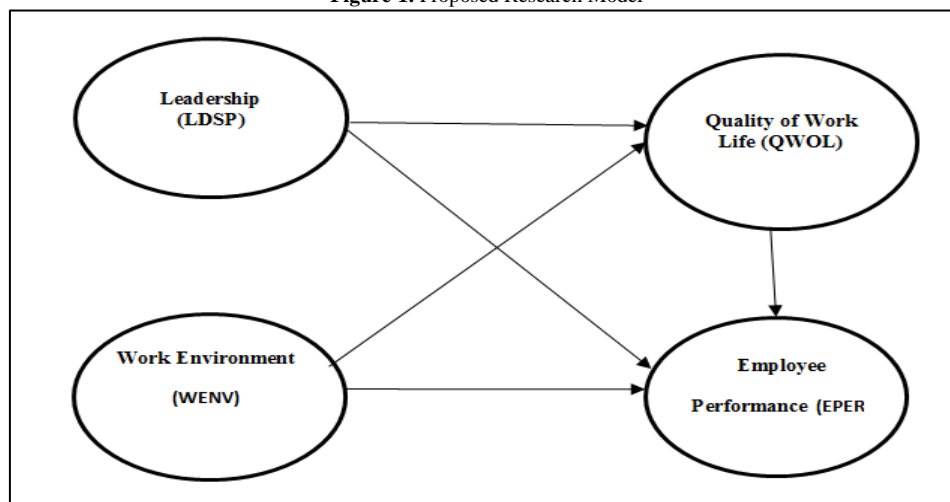 Figure 1. Proposed Research Model
Leadership
(LDSP)
Quality of Work
Life (QWOL)
Work Environment
(WENV)
Employee
Performance (EPER